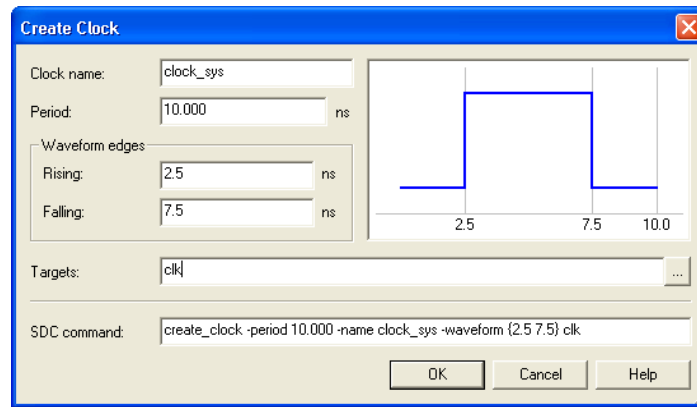 Create Clock
Clock name: clock_sys
Period: 10.000 ns
Waveform edges
Rising: 2.5 ns
Falling: 7.5 ns
2.5 7.5 10.0
Targets: clk ...
SDC command: create_clock -period 10.000 -name clock_sys -waveform {2.5 7.5} clk
OK Cancel Help